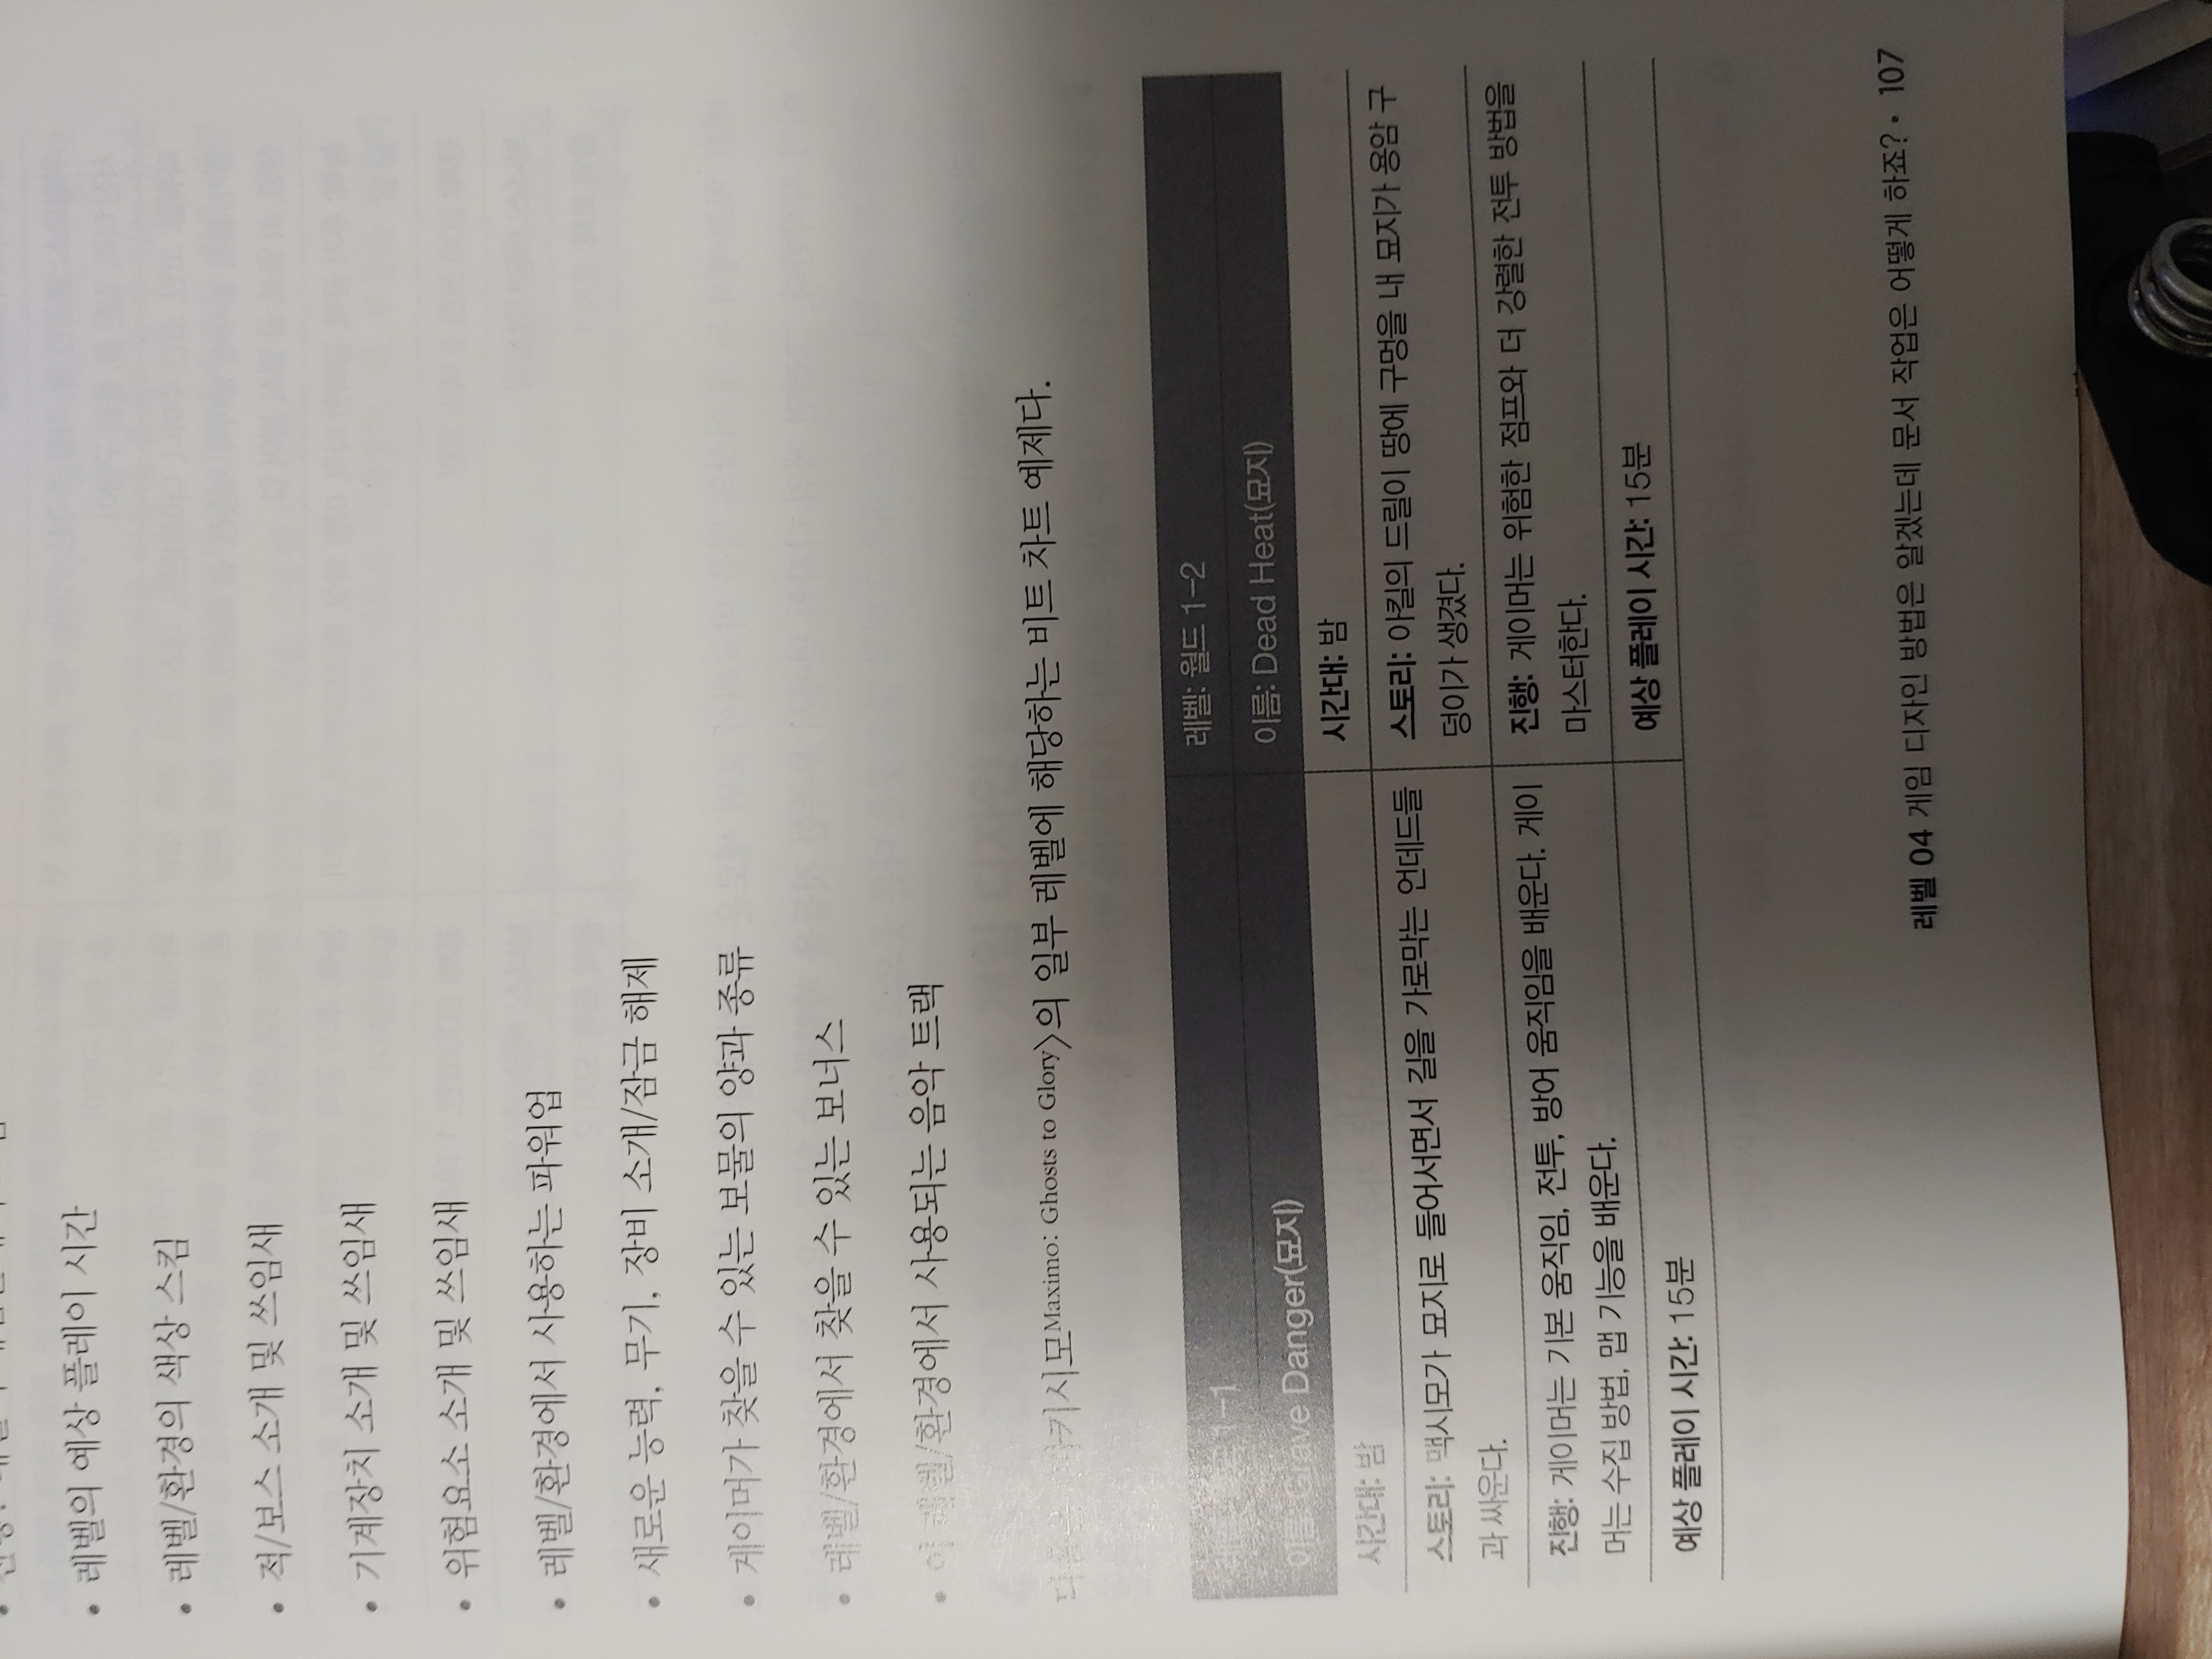 • 레벨의 예상 플레이 시간
• 레벨/환경의 색상 스킴
• 적/보스 소개 및 쓰임새
• 기계장치 소개 및 쓰임새
• 위험요소 소개 및 쓰임새
• 레벨/환경에서 사용하는 파워업
• 새로운 능력, 무기, 장비 소개/잠금 해제
• 게이머가 찾을 수 있는 보물의 양과 종류
• 레벨/환경에서 찾을 수 있는 보너스
• 이 레벨/환경에서 사용되는 음악 트랙
Maximo: Ghosts to Glory〉의 일부 레벨에 해당하는 비트 차트 예제다.
레벨: 월드 1-1
이름: Grave Danger(묘지)
시간대: 밤
스토리: 맥시모가 묘지로 들어서면서 길을 가로막는 언데드들
과 싸운다.
진행: 게이머는 기본 움직임, 전투, 방어 움직임을 배운다. 게이
머는 수집 방법, 맵 기능을 배운다.
예상 플레이 시간: 15분
레벨: 월드 1-2
이름: Dead Heat(묘지)
시간대: 밤
스토리: 아킬의 드릴이 땅에 구멍을 내 묘지가 용암 구
덩이가 생겼다.
진행: 게이머는 위험한 점프와 더 강렬한 전투 방법을
마스터한다.
예상 플레이 시간: 15분
레벨 04 게임 디자인 방법은 알겠는데 문서 작업은 어떻게 하죠? • 107